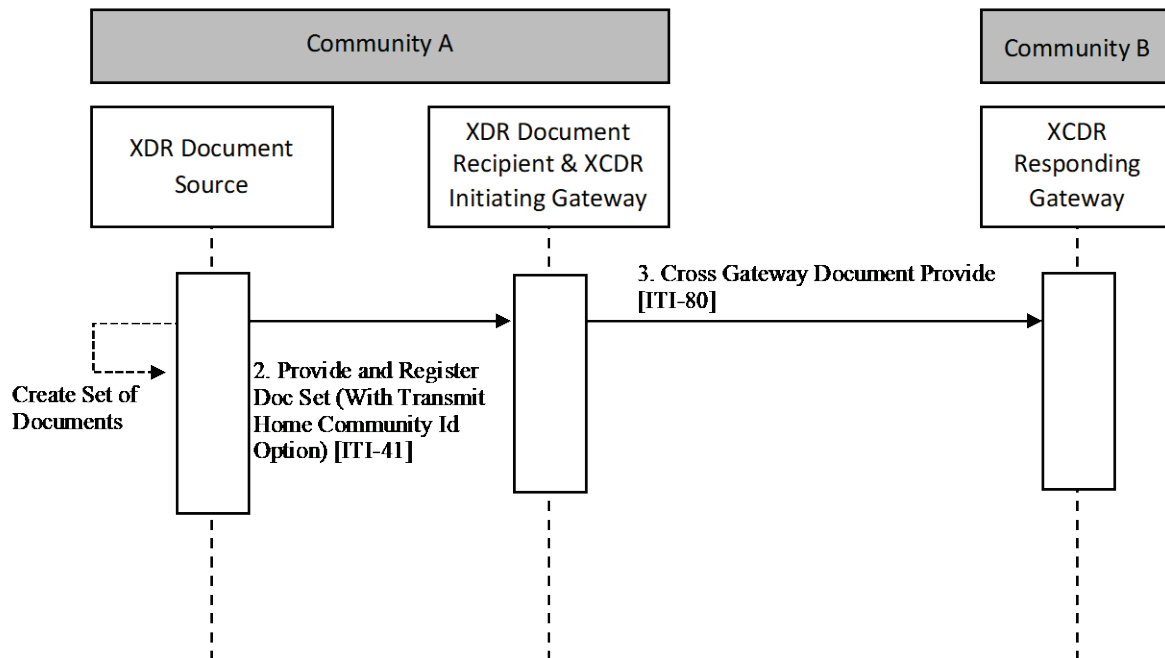 Community A
Community B
XDR Document
Source
XDR Document
Recipient & XCDR
Initiating Gateway
XCDR
Responding
Gateway
3. Cross Gateway Document Provide
[ITI-80]
2. Provide and Register
Doc Set (With Transmit
Home Community Id
Option) [ITI-41]
Create Set of
Documents